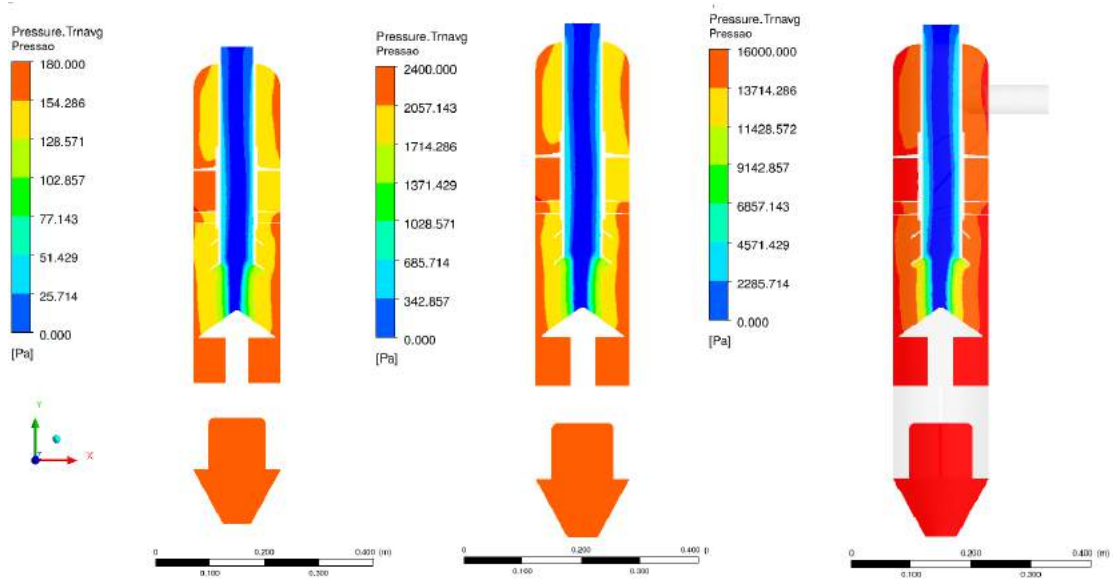 Pressure.Trnavg
Pressao
180.000
154.286
128.571
102.857
77.143
51.429
25.714
0.000
[Pa]
Y
X
0
0.200
0.400 (m)
0.100
0.300
Pressure.Trnavg
Pressao
2400.000
2057.143
1714.286
1371.429
1028.571
685.714
342.857
0.000
[Pa]
0
0.200
0.400
0.100
0.300
Pressure.Trnavg
Pressao
16000.000
13714.286
11428.572
9142.857
6857.143
4571.429
2285.714
0.000
[Pa]
0
0.200
0.400 (m)
0.100
0.300